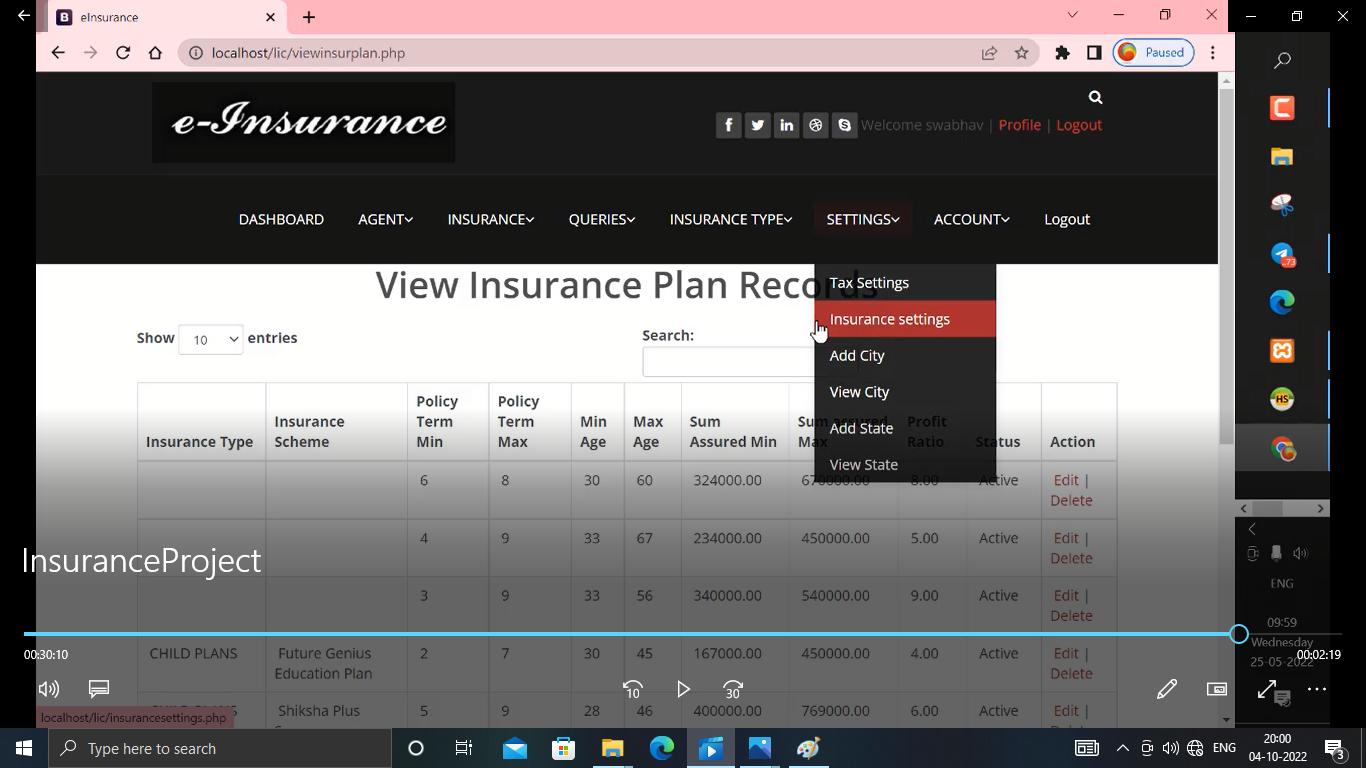 eInsurance
localhost/lic/viewinsurplan.php
Paused
e-Insurance
Welcome swabhav | Profile | Logout
DASHBOARD AGENT INSURANCE QUERIES INSURANCE TYPE SETTINGS ACCOUNT Logout
View Insurance Plan Records
Tax Settings
Insurance settings
Add City
View City
Add State
View State
Show 10 entries
Search:
Insurance Type
Insurance Scheme
Policy Term Min
Policy Term Max
Min Age
Max Age
Sum Assured Min
Sum assured Max
Profit Ratio
Status
Action
6 8 30 60 324000.00 670000.00 8.00 Active Edit |
Delete
4 9 33 67 234000.00 450000.00 5.00 Active Edit |
Delete
3 9 33 56 340000.00 540000.00 9.00 Active Edit |
Delete
CHILD PLANS Future Genius 2 7 30 45 167000.00 450000.00 4.00 Active Edit |
Education Plan Delete
CHILD PLANS Shiksha Plus 5 9 28 46 400000.00 769000.00 6.00 Active Edit |
Delete
InsuranceProject
00:30:10
00:02:19
10
30
localhost/lic/insurancesettings.php
73
HS
ENG
09:59
Wednesday
25-05-2022
Type here to search
ENG
20:00
04-10-2022
3